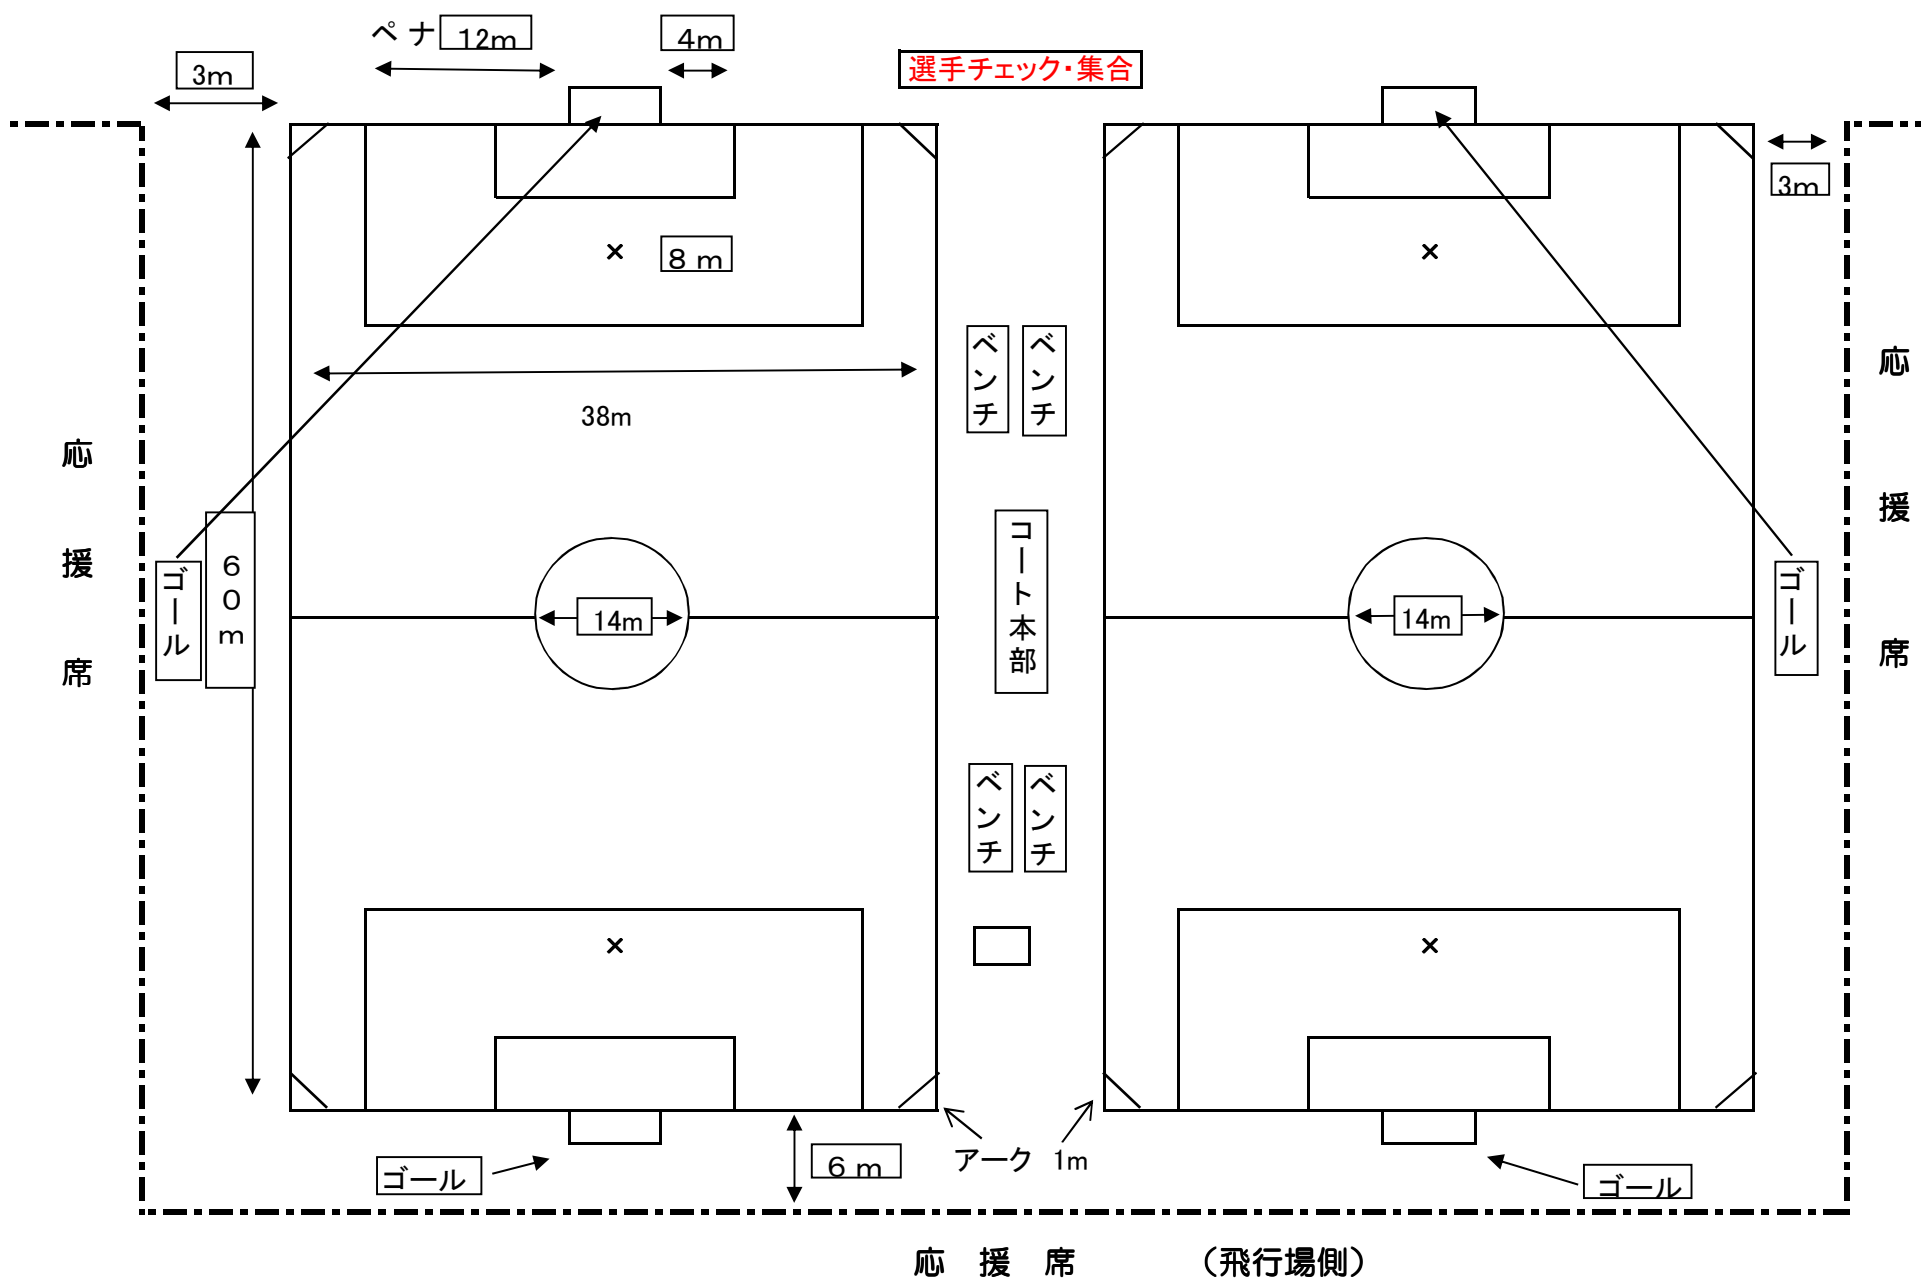 ペナ 12m
4m
3m
選手チェック・集合
3m
8m
ベンチ
ベンチ
38m
応援席
応援席
コート本部
60m
ゴール
ゴール
14m
14m
ベンチ
ベンチ
アーク 1m
6m
ゴール
ゴール
応 援 席 (飛行場側)